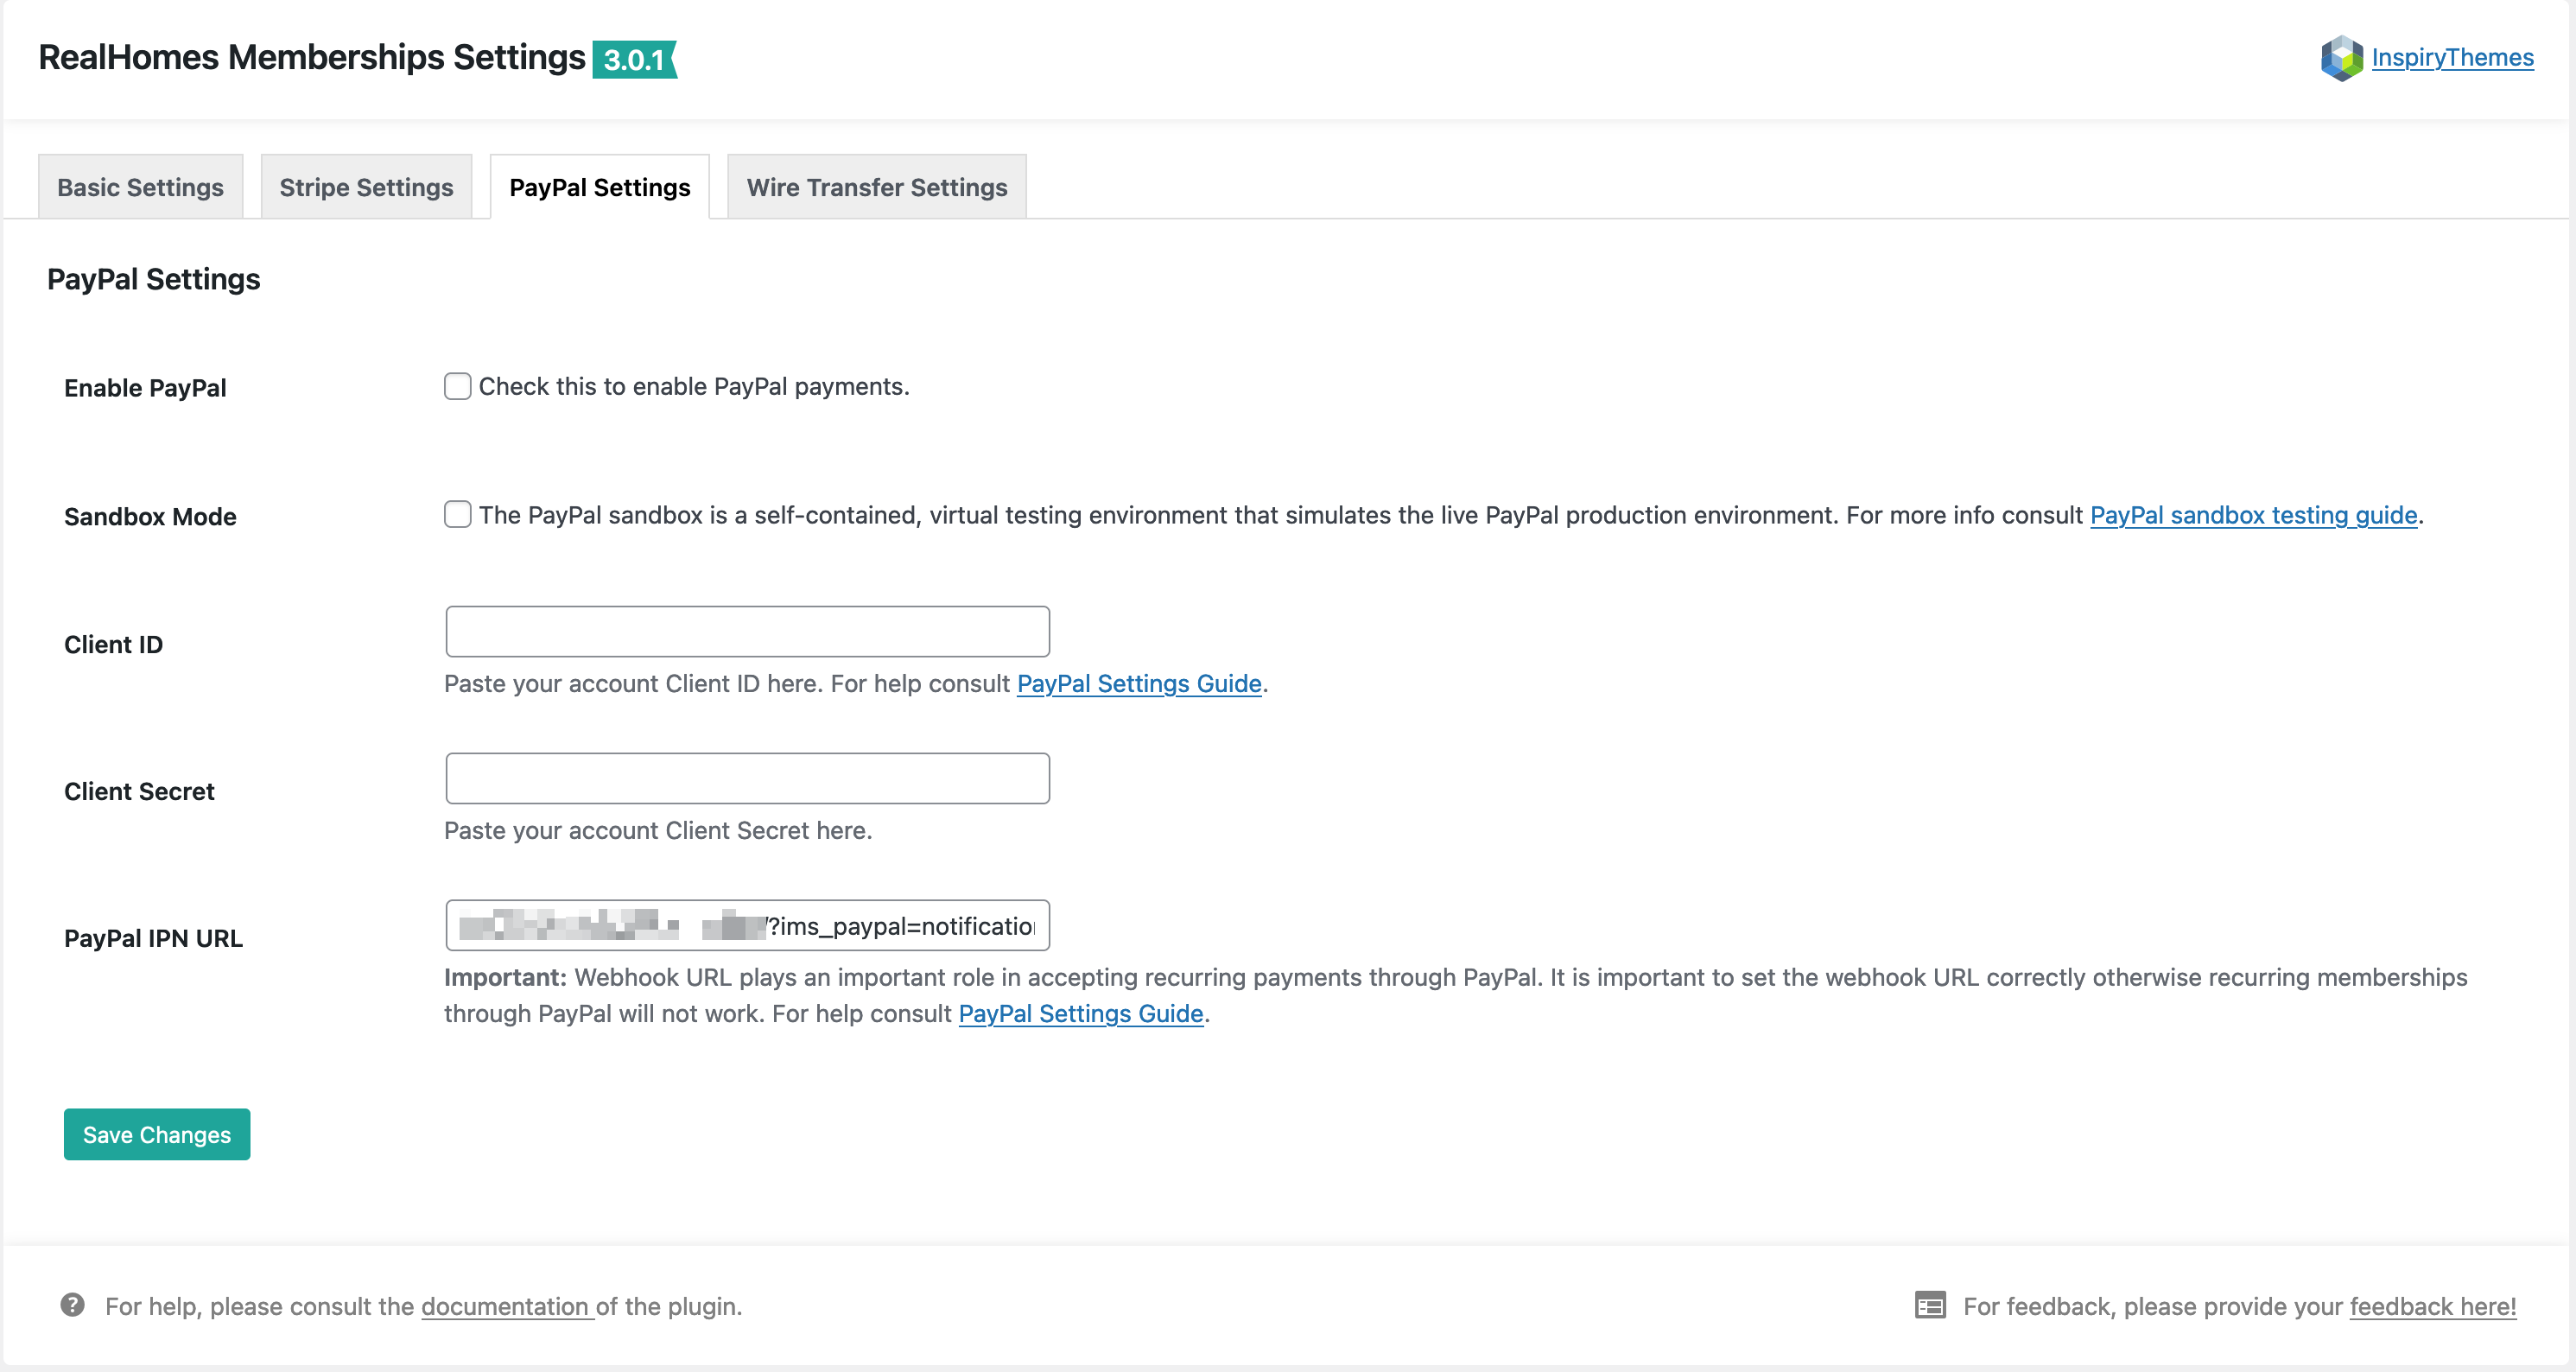 RealHomes Memberships Settings 3.0.1
InspiryThemes
Basic Settings
Stripe Settings
PayPal Settings
Wire Transfer Settings
PayPal Settings
Enable PayPal
Check this to enable PayPal payments.
Sandbox Mode
The PayPal sandbox is a self-contained, virtual testing environment that simulates the live PayPal production environment. For more info consult PayPal sandbox testing guide.
Client ID
Paste your account Client ID here. For help consult PayPal Settings Guide.
Client Secret
Paste your account Client Secret here.
PayPal IPN URL
/?ims_paypal=notificatio
Important: Webhook URL plays an important role in accepting recurring payments through PayPal. It is important to set the webhook URL correctly otherwise recurring memberships
through PayPal will not work. For help consult PayPal Settings Guide.
Save Changes
For help, please consult the documentation of the plugin.
For feedback, please provide your feedback here!